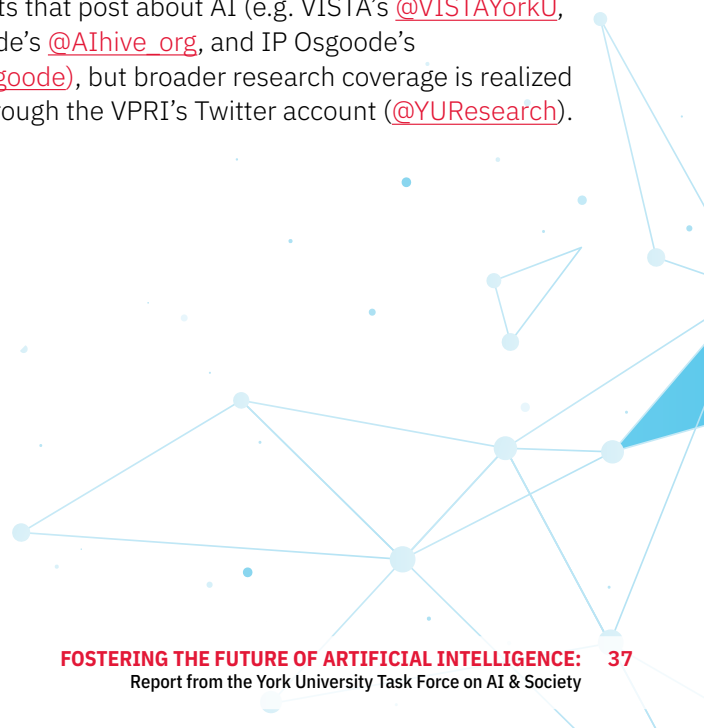 ts that post about AI (e.g. VISTA’s @VISTAYorkU,
de’s @AIhive_org, and IP Osgoode’s
goode), but broader research coverage is realized
rough the VPRI’s Twitter account (@YUResearch).
FOSTERING THE FUTURE OF ARTIFICIAL INTELLIGENCE: 37
Report from the York University Task Force on AI & Society